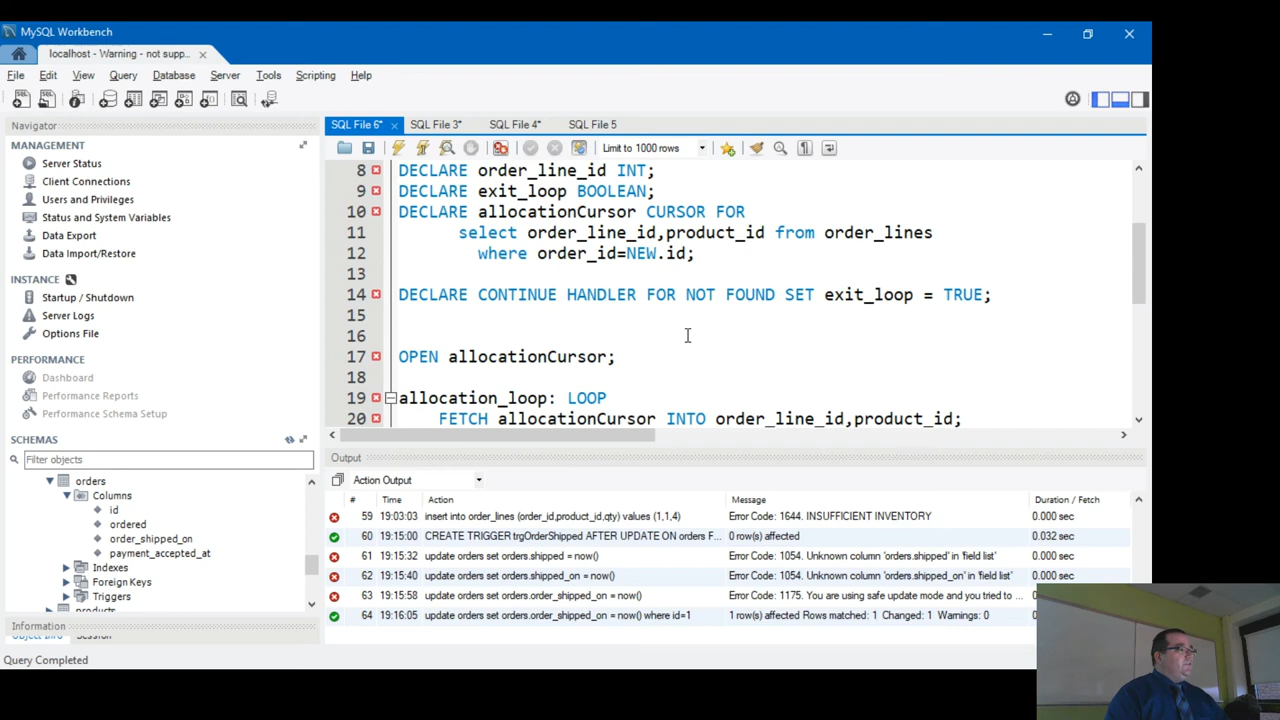 MySQL Workbench
localhost - Warning - not supp...
File Edit View Query Database Server Tools Scripting Help
Navigator
MANAGEMENT
Server Status
Client Connections
Users and Privileges
Status and System Variables
Data Export
Data Import/Restore
INSTANCE
Startup / Shutdown
Server Logs
Options File
PERFORMANCE
Dashboard
Performance Reports
Performance Schema Setup
SCHEMAS
Filter objects
orders
Columns
id
ordered
order_shipped_on
payment_accepted_at
Indexes
Foreign Keys
Triggers
products
Information
Object Info Session
Query Completed
SQL File 6* SQL File 3* SQL File 4* SQL File 5
Limit to 1000 rows
8 DECLARE order_line_id INT;
9 DECLARE exit_loop BOOLEAN;
10 DECLARE allocationCursor CURSOR FOR
11 select order_line_id,product_id from order_lines
12 where order_id=NEW.id;
13
14 DECLARE CONTINUE HANDLER FOR NOT FOUND SET exit_loop = TRUE;
15
16
17 OPEN allocationCursor;
18
19 allocation_loop: LOOP
20 FETCH allocationCursor INTO order_line_id,product_id;
Output
Action Output
# Time Action Message Duration / Fetch
59 19:03:03 insert into order_lines (order_id,product_id,qty) values (1,1,4) Error Code: 1644. INSUFFICIENT INVENTORY 0.000 sec
60 19:15:00 CREATE TRIGGER trgOrderShipped AFTER UPDATE ON orders F... 0 row(s) affected 0.032 sec
61 19:15:32 update orders set orders.shipped = now() Error Code: 1054. Unknown column 'orders.shipped' in 'field list' 0.000 sec
62 19:15:40 update orders set orders.shipped_on = now() Error Code: 1054. Unknown column 'orders.shipped_on' in 'field list' 0.000 sec
63 19:15:58 update orders set orders.order_shipped_on = now() Error Code: 1175. You are using safe update mode and you tried to ... 0.000 sec
64 19:16:05 update orders set orders.order_shipped_on = now() where id=1 1 row(s) affected Rows matched: 1 Changed: 1 Warnings: 0